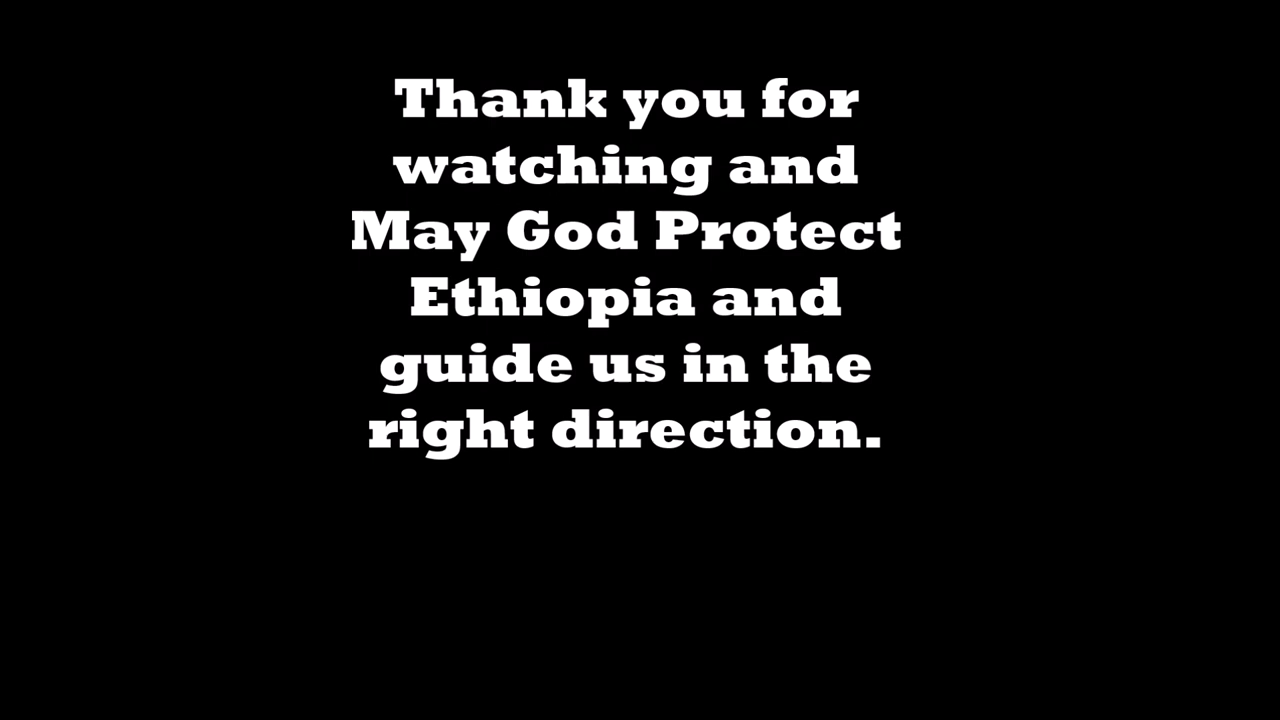 Thank you for
watching and
May God Protect
Ethiopia and
guide us in the
right direction.